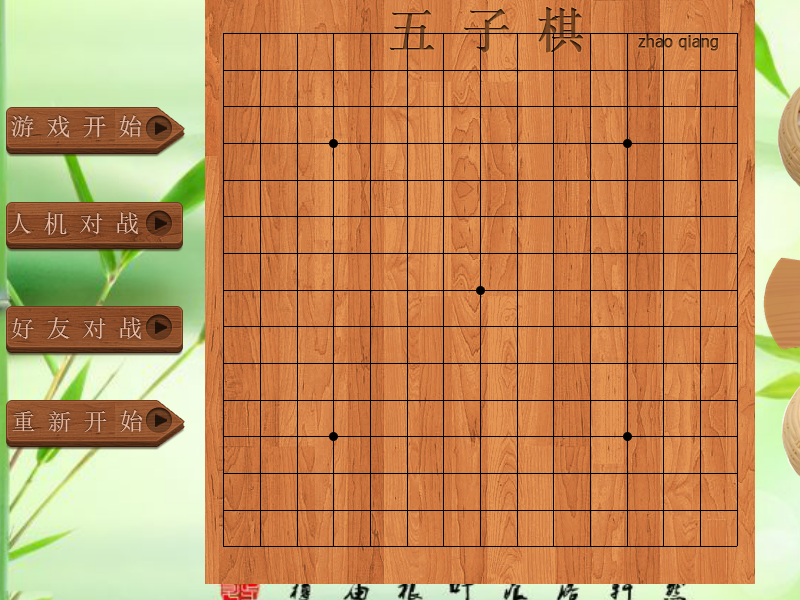 五子棋
zhao qiang
游戏开始
人机对战
好友对战
重新开始